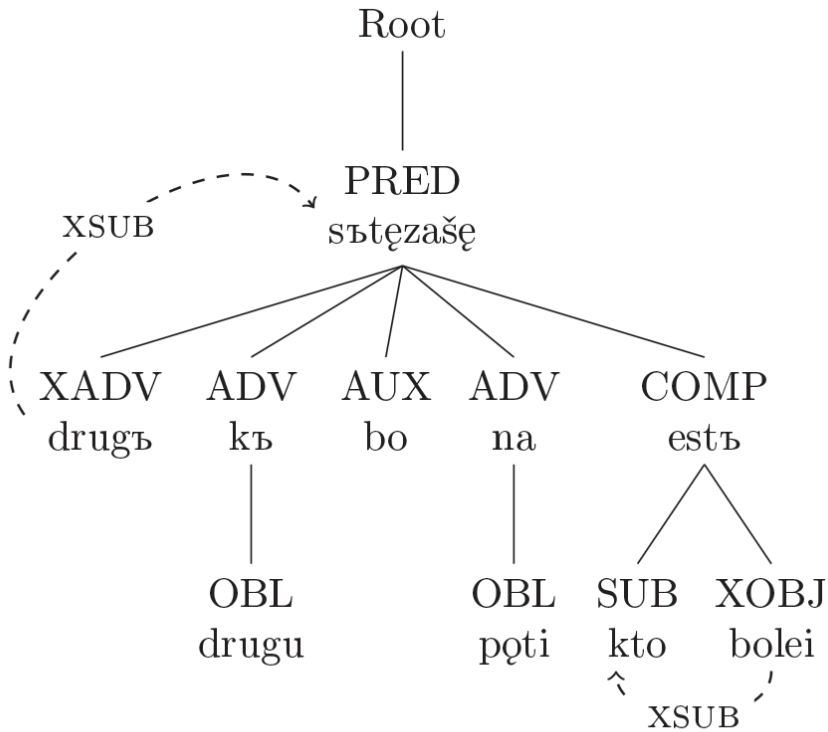 Root
PRED
sъtęzašę
XSUB
XADV ADV AUX ADV COMP
drugъ kъ bo na estъ
OBL OBL SUB XOBJ
drugu pǫti kto bolei
XSUB